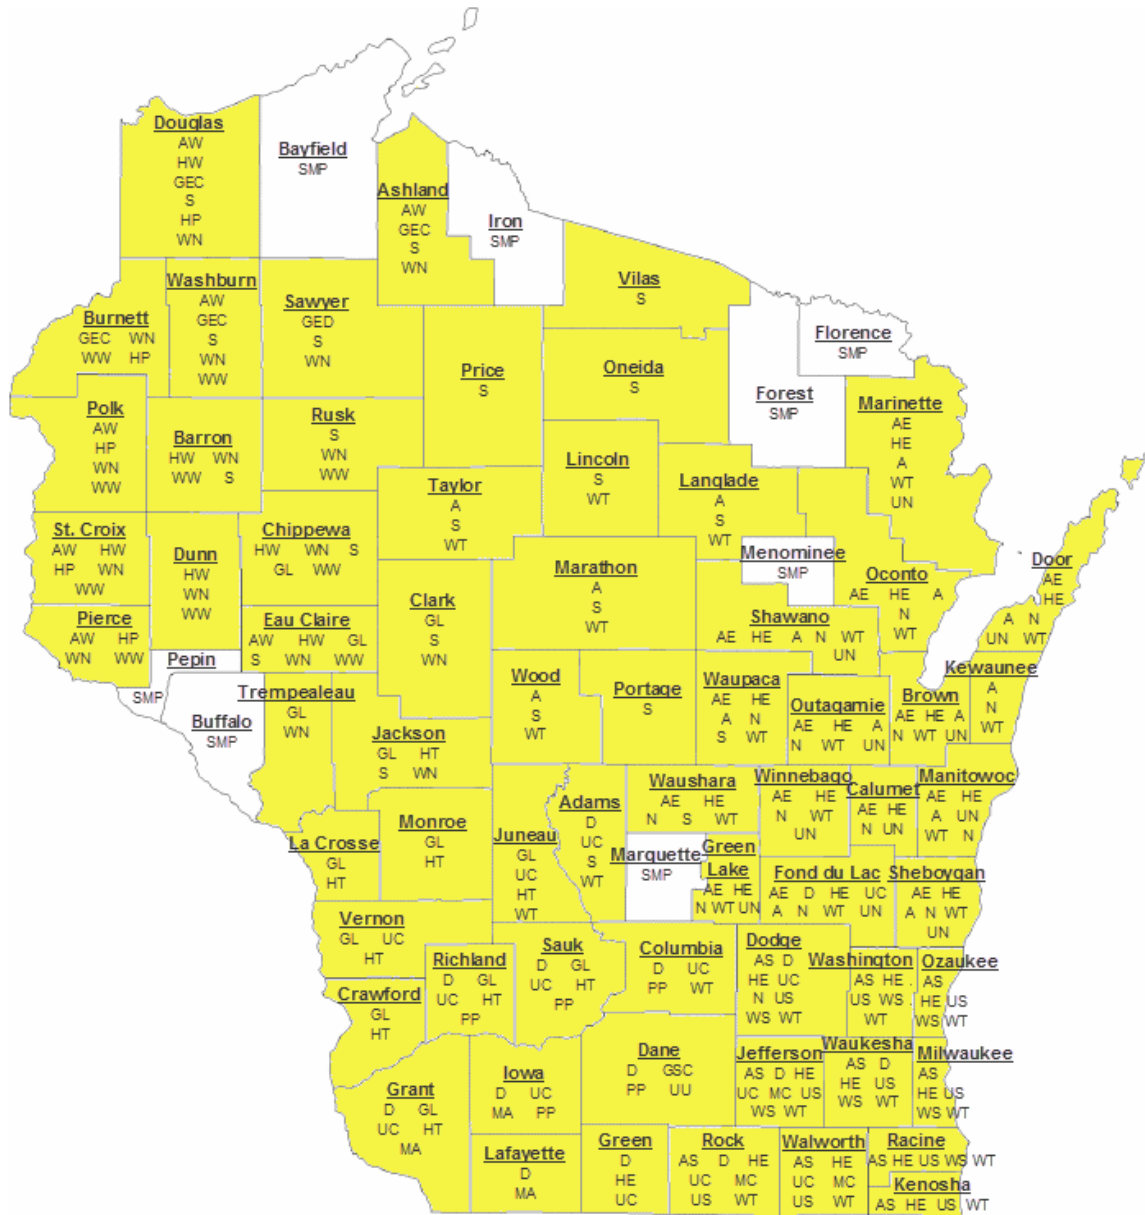 Douglas
AW
HW
GEC
S
HP
WN
Bayfield
SMP
Ashland
AW
GEC
S
WN
Iron
SMP
Vilas
S
Washburn
AW
GEC
S
WN
WW
Burnett
GEC WN
WW HP
Sawyer
GED
S
WN
Price
S
Oneida
S
Florence
SMP
Forest
SMP
Marinette
AE
HE
A
WT
UN
Polk
AW
HP
WN
WW
Barron
HW WN
WW S
Rusk
S
WN
WW
Taylor
A
S
WT
Lincoln
S
WT
Langlade
A
S
WT
St. Croix
AW HW
HP WN
WW
Dunn
HW
WN
WW
Chippewa
HW WN S
GL WW
Clark
GL
S
WN
Marathon
A
S
WT
Menominee
SMP
Oconto
AE HE A
N
WT
Door
AE
HE
A N
UN WT
Shawano
AE HE A N WT
UN
Pierce
AW HP
WN WW
Eau Claire
AW HW GL
S WN WW
Pepin
SMP
Buffalo
SMP
Trempealeau
GL
WN
Jackson
GL HT
S WN
Wood
A
S
WT
Portage
S
Waupaca
AE HE
A N
S WT
Outagamie
AE HE A
N WT UN
Brown
AE HE A
N WT UN
Kewaunee
A
N
WT
La Crosse
GL
HT
Monroe
GL
HT
Juneau
GL
UC
HT
WT
Adams
D
UC
S
WT
Waushara
AE HE
N S WT
Winnebago
AE HE
N WT
UN
Calumet
AE HE
N UN
Manitowoc
AE HE
A UN
WT N
Marquette
SMP
Green
Lake
AE HE
N WT UN
Fond du Lac
AE D HE UC
A N WT UN
Sheboygan
AE HE
A N WT
UN
Vernon
GL UC
HT
Richland
D GL
UC HT
PP
Sauk
D GL
UC HT
PP
Columbia
D UC
PP WT
Dodge
AS D
HE UC
N US
WS WT
Washington
AS HE
US WS
WT
Ozaukee
AS
HE US
WS WT
Crawford
GL
HT
Grant
D GL
UC HT
MA
Iowa
D UC
MA PP
Dane
D GSC
PP UU
Jefferson
AS D HE
UC MC US
WS WT
Waukesha
AS D
HE US
WS WT
Milwaukee
AS
HE US
WS WT
Lafayette
D
MA
Green
D
HE
UC
Rock
AS D HE
UC MC
US WT
Walworth
AS HE
UC MC
US WT
Racine
AS HE US WS WT
Kenosha
AS HE US WT